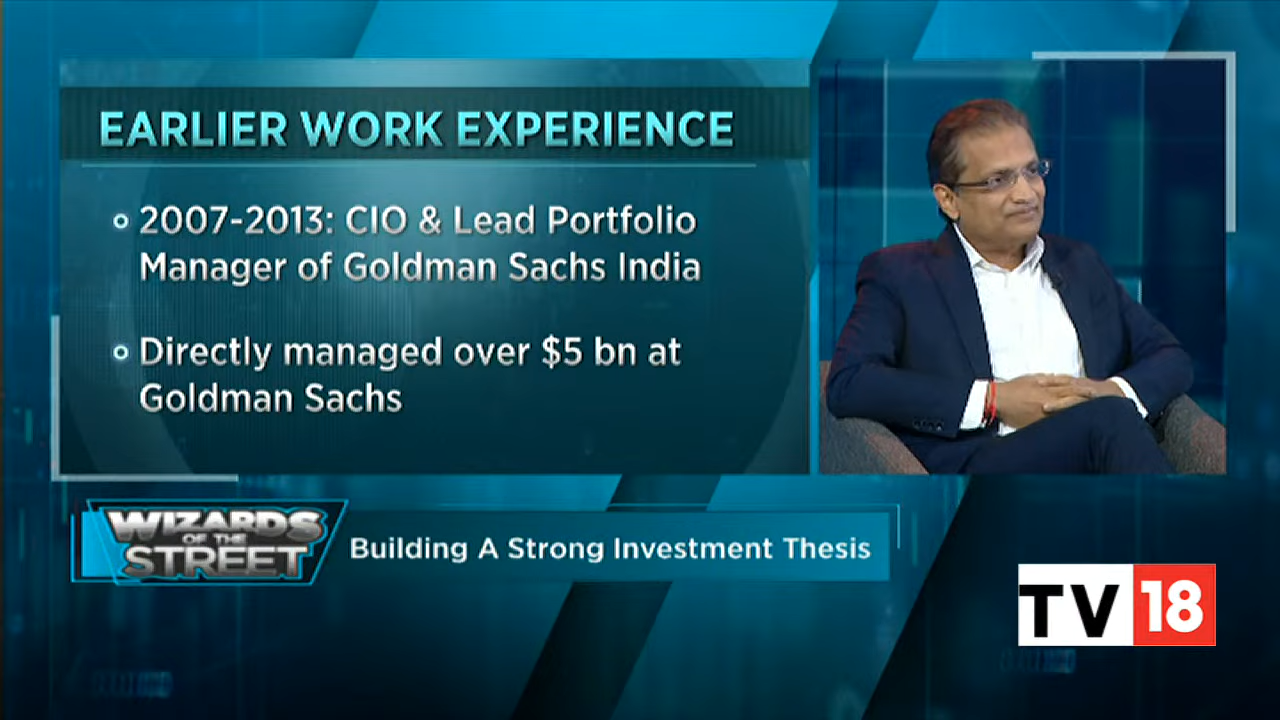 EARLIER WORK EXPERIENCE
2007-2013: CIO & Lead Portfolio
Manager of Goldman Sachs India
Directly managed over $5 bn at
Goldman Sachs
WIZARDS
OF THE
STREET
Building A Strong Investment Thesis
TV18